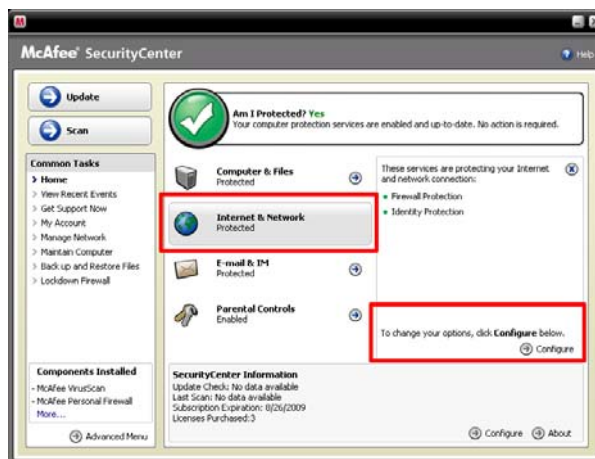 M
McAfee® SecurityCenter
Help
Update
Scan
Am I Protected? Yes
Your computer protection services are enabled and up-to-date. No action is required.
Common Tasks
Home
View Recent Events
Get Support Now
My Account
Manage Network
Maintain Computer
Back up and Restore Files
Lockdown Firewall
Computer & Files
Protected
Internet & Network
Protected
E-mail & IM
Protected
Parental Controls
Enabled
These services are protecting your Internet
and network connection:
• Firewall Protection
• Identity Protection
To change your options, click Configure below.
Configure
Components Installed
- McAfee VirusScan
- McAfee Personal Firewall
More...
Advanced Menu
SecurityCenter Information
Update Check: No data available
Last Scan: No data available
Subscription Expiration: 8/26/2009
Licenses Purchased:3
Configure
About